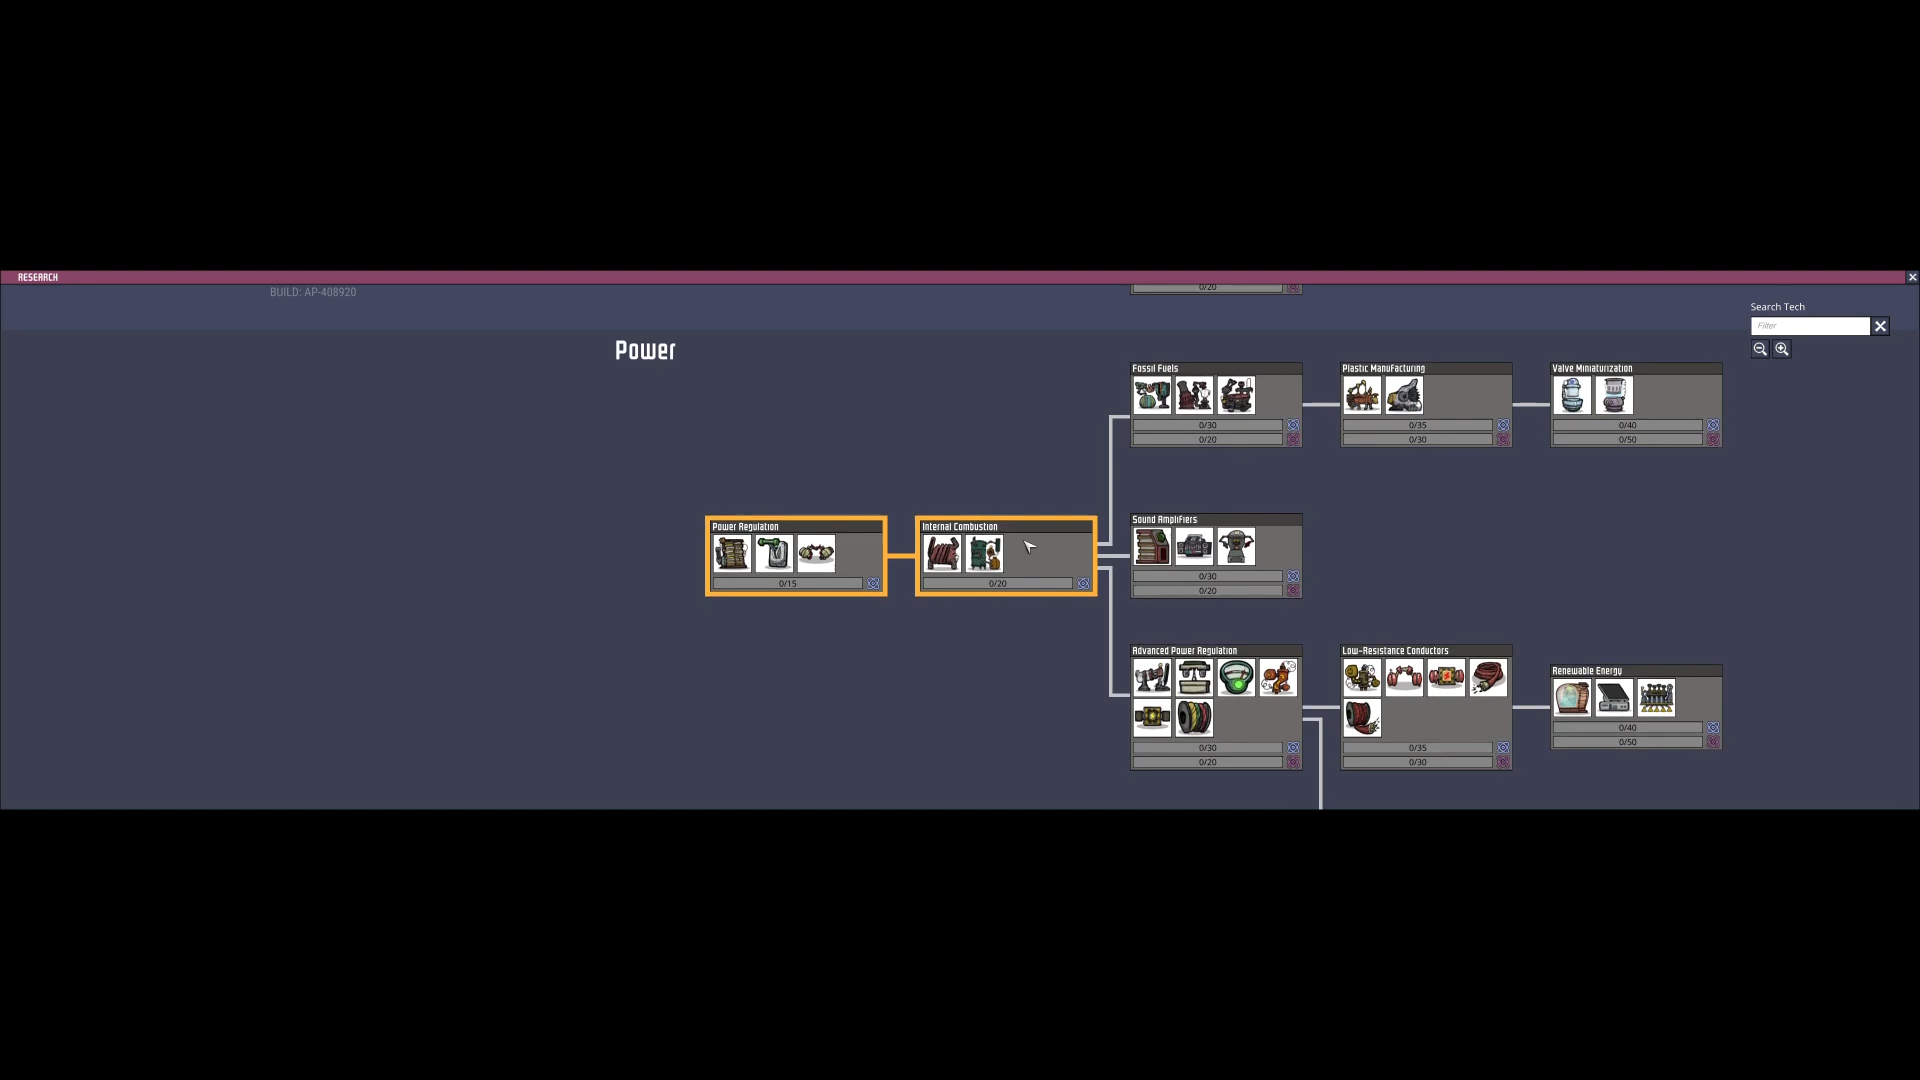 RESEARCH
BUILD: AP-408920
0/20
Search Tech
Filter
Power
Fossil Fuels
0/30
0/20
Plastic Manufacturing
0/35
0/30
Valve Miniaturization
0/40
0/50
Power Regulation
0/15
Internal Combustion
0/20
Sound Amplifiers
0/30
0/20
Advanced Power Regulation
0/30
0/20
Low-Resistance Conductors
0/35
0/30
Renewable Energy
0/40
0/50